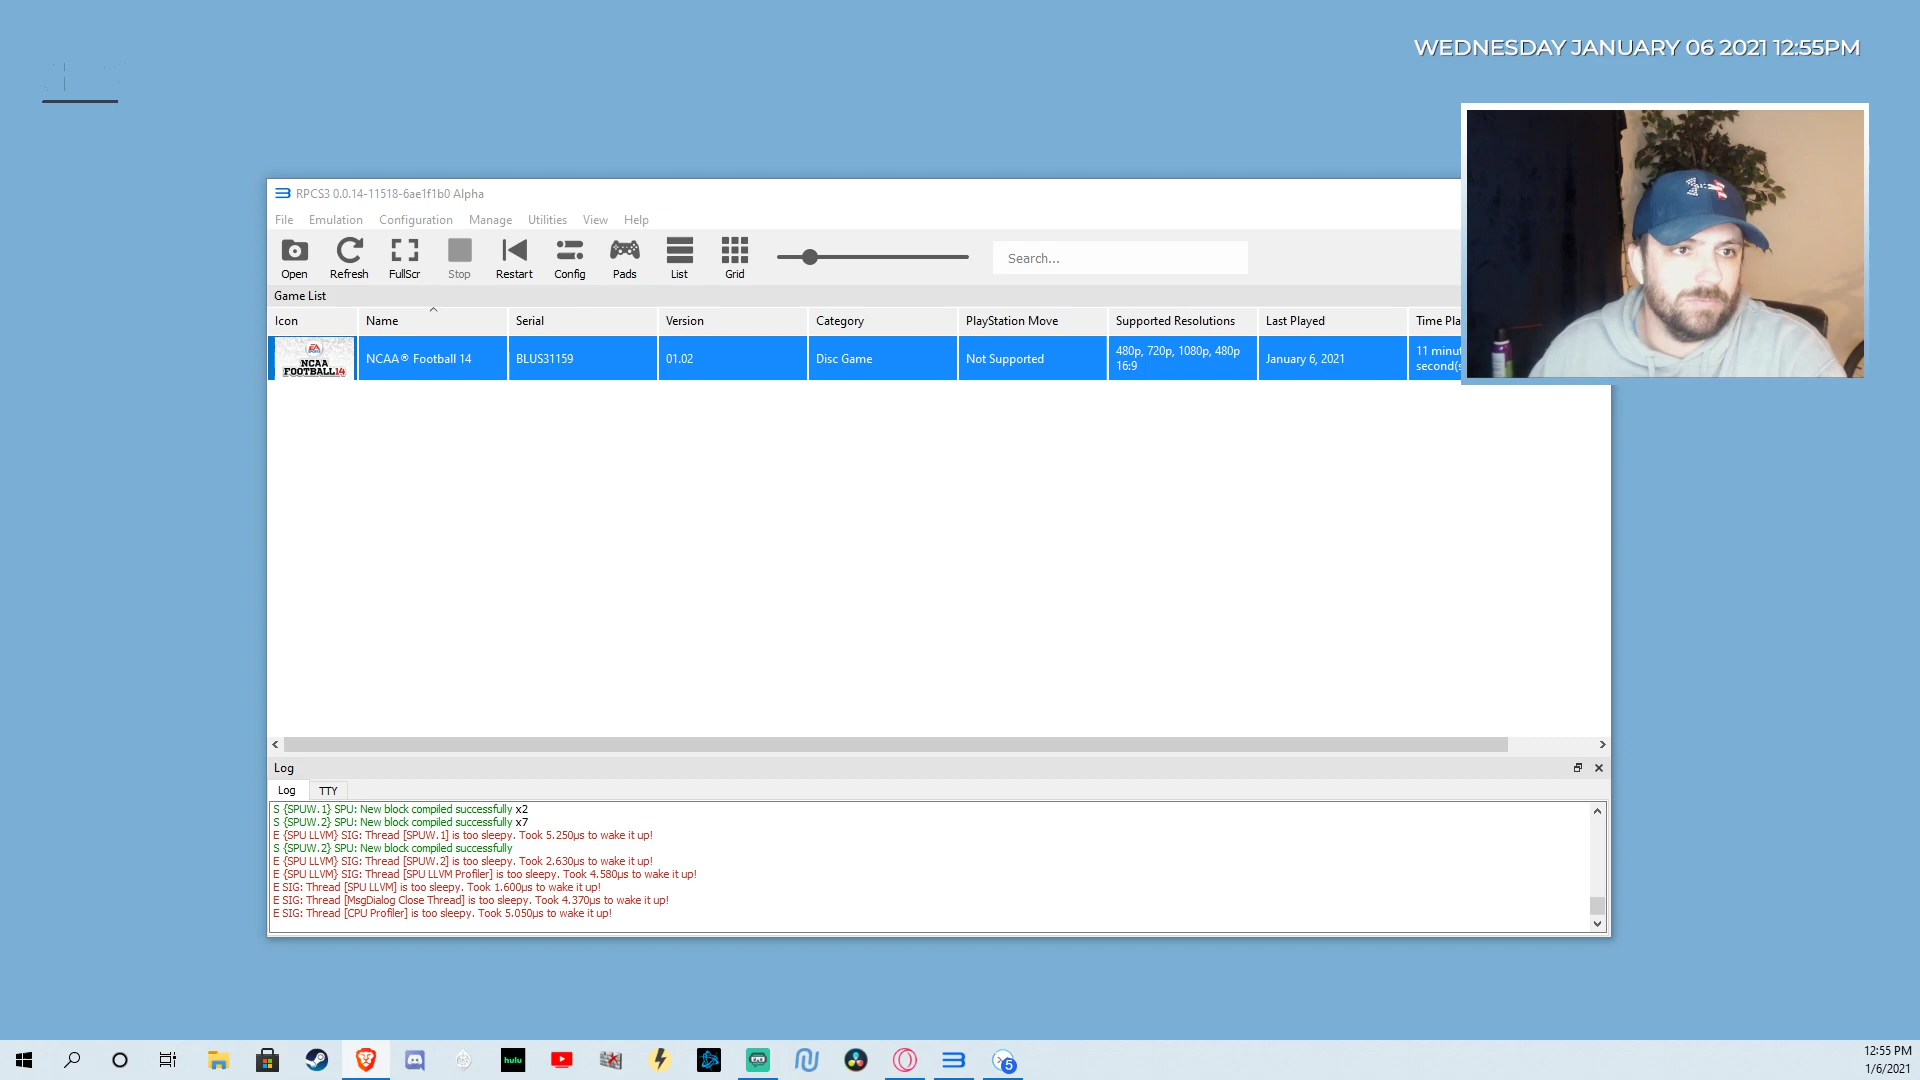 WEDNESDAY JANUARY 06 2021 12:55PM
RPCS3 0.0.14-11518-6ae1f1b0 Alpha
File Emulation Configuration Manage Utilities View Help
Open Refresh FullScr Stop Restart Config Pads List Grid Search...
Game List
Icon Name Serial Version Category PlayStation Move Supported Resolutions Last Played Time Pla
EA
NCAA
FOOTBALL14
NCAA® Football 14 BLUS31159 01.02 Disc Game Not Supported 480p, 720p, 1080p, 480p January 6, 2021 11 minut
16:9 second(s
Log
Log TTY
S {SPUW.1} SPU: New block compiled successfully x2
S {SPUW.2} SPU: New block compiled successfully x7
E {SPU LLVM} SIG: Thread [SPUW.1] is too sleepy. Took 5.250µs to wake it up!
S {SPUW.2} SPU: New block compiled successfully
E {SPU LLVM} SIG: Thread [SPUW.2] is too sleepy. Took 2.630µs to wake it up!
E {SPU LLVM} SIG: Thread [SPU LLVM Profiler] is too sleepy. Took 4.580µs to wake it up!
E SIG: Thread [SPU LLVM] is too sleepy. Took 1.600µs to wake it up!
E SIG: Thread [MsgDialog Close Thread] is too sleepy. Took 4.370µs to wake it up!
E SIG: Thread [CPU Profiler] is too sleepy. Took 5.050µs to wake it up!
hulu
5
12:55 PM
1/6/2021